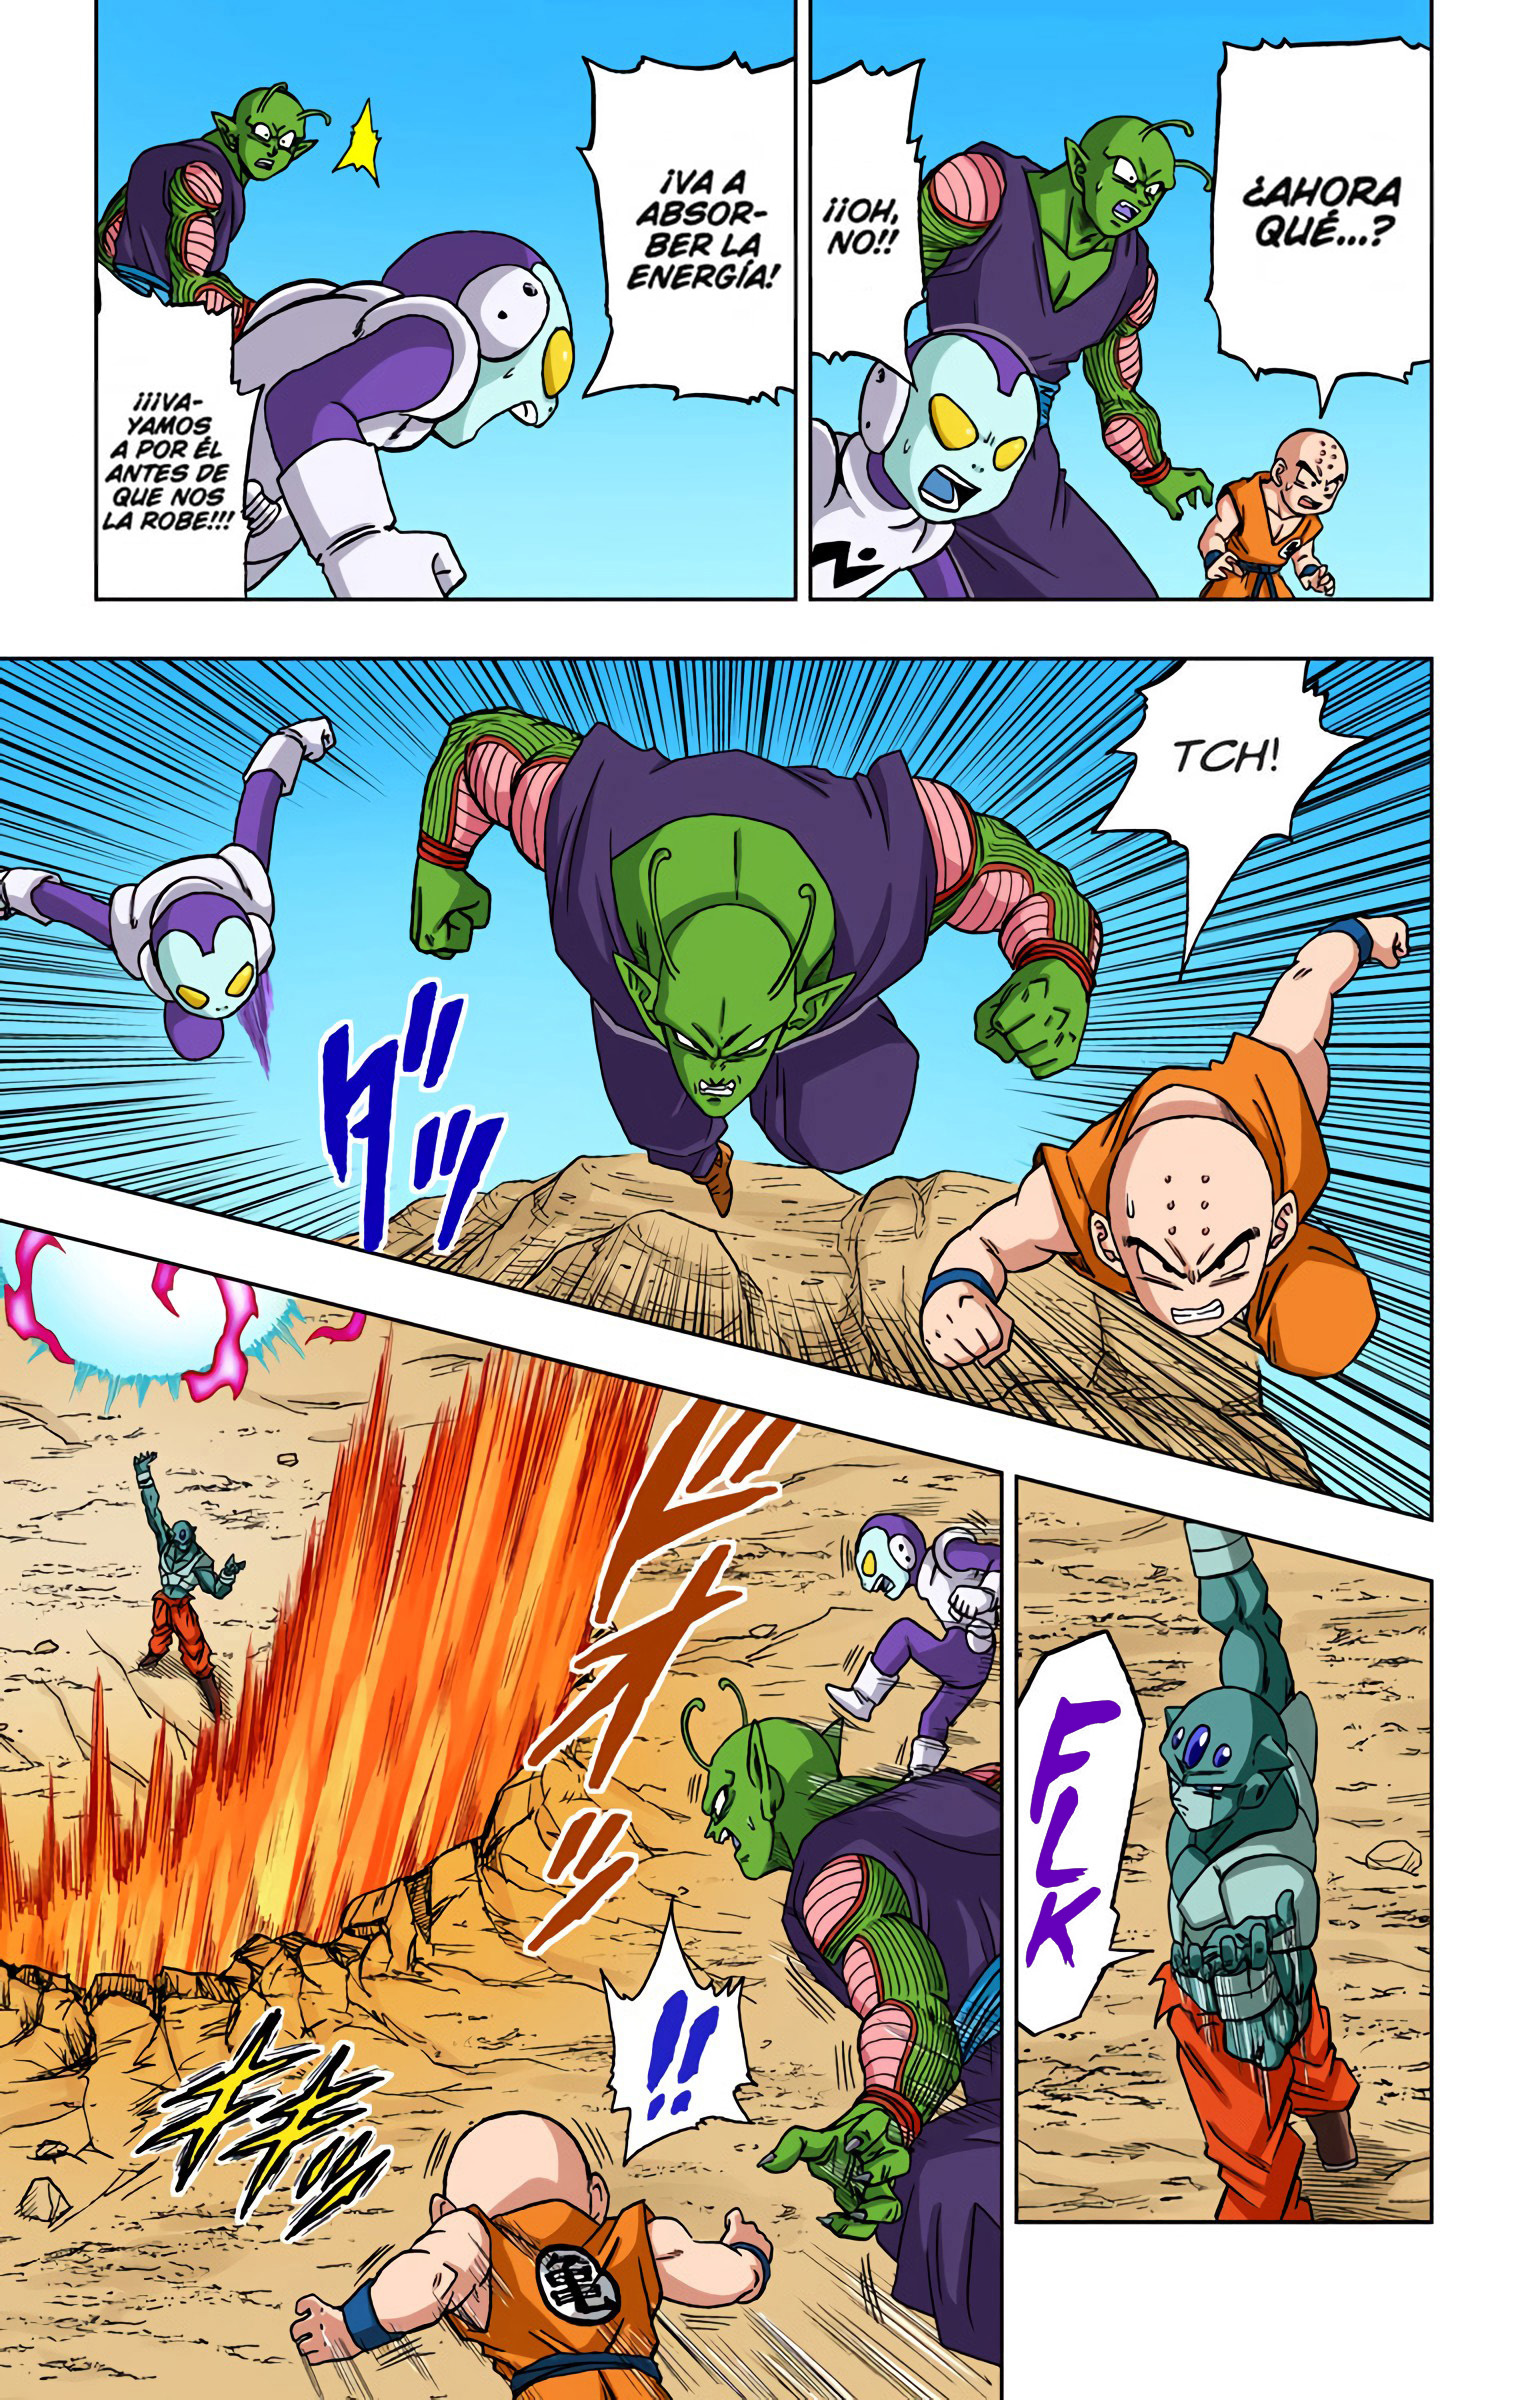 ¿AHORA
QUÉ...?
¡¡OH,
NO!!
¡VA A
ABSOR-
BER LA
ENERGÍA!
¡¡¡VA-
YAMOS
A POR ÉL
ANTES DE
QUE NOS
LA ROBE!!!
TCH!
ダッ
FLK
ドオッ
!!
キキッ
亀